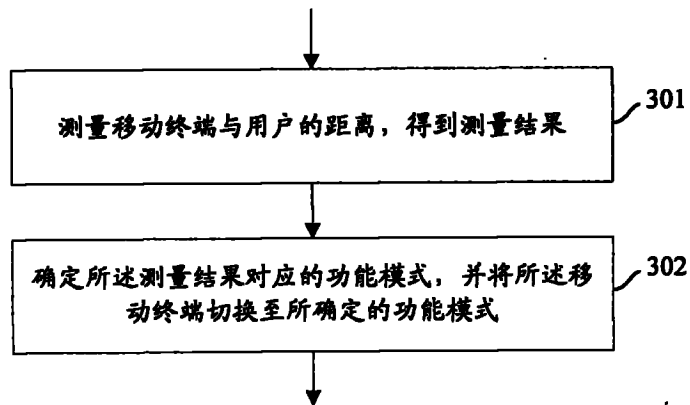 测量移动终端与用户的距离，得到测量结果
301
确定所述测量结果对应的功能模式，并将所述移
动终端切换至所确定的功能模式
302